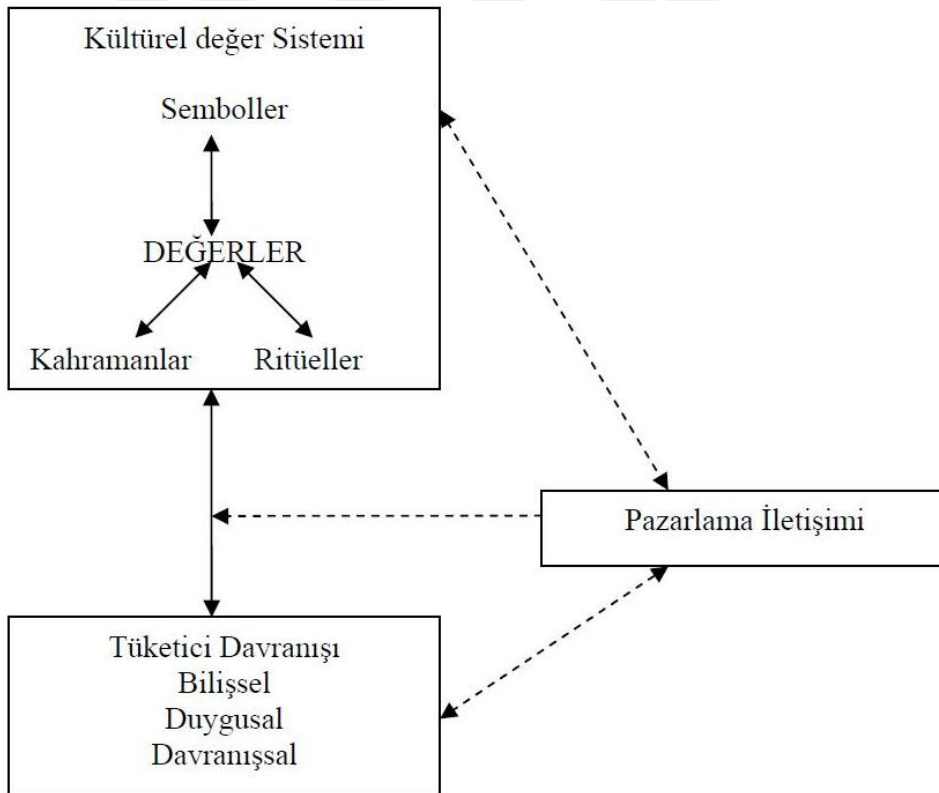 Kültürel değer Sistemi
Semboller
DEĞERLER
Kahramanlar Ritüeller
Pazarlama İletişimi
Tüketici Davranışı
Bilişsel
Duygusal
Davranışsal